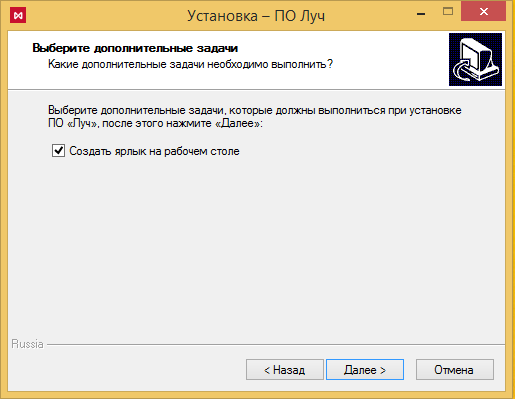 Установка – ПО Луч
Выберите дополнительные задачи
Какие дополнительные задачи необходимо выполнить?
Выберите дополнительные задачи, которые должны выполниться при установке
ПО «Луч», после этого нажмите «Далее»:
Создать ярлык на рабочем столе
Russia
< Назад
Далее >
Отмена